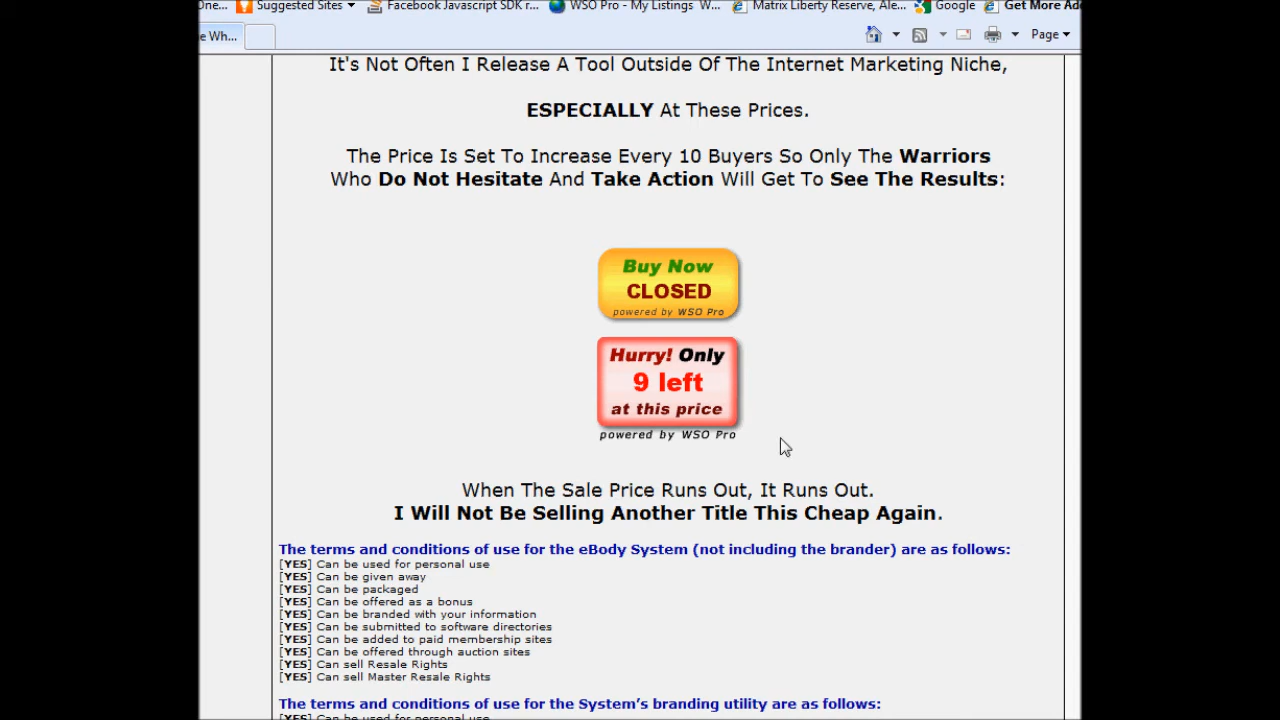 One...
Suggested Sites
Facebook Javascript SDK r...
WSO Pro - My Listings W...
Matrix Liberty Reserve, Ale...
Google
Get More
e Wh...
Page
It's Not Often I Release A Tool Outside Of The Internet Marketing Niche,
ESPECIALLY At These Prices.
The Price Is Set To Increase Every 10 Buyers So Only The Warriors
Who Do Not Hesitate And Take Action Will Get To See The Results:
Buy Now
CLOSED
powered by WSO Pro
Hurry! Only
9 left
at this price
powered by WSO Pro
When The Sale Price Runs Out, It Runs Out.
I Will Not Be Selling Another Title This Cheap Again.
The terms and conditions of use for the eBody System (not including the brander) are as follows:
[YES] Can be used for personal use
[YES] Can be given away
[YES] Can be packaged
[YES] Can be offered as a bonus
[YES] Can be branded with your information
[YES] Can be submitted to software directories
[YES] Can be added to paid membership sites
[YES] Can be offered through auction sites
[YES] Can sell Resale Rights
[YES] Can sell Master Resale Rights
The terms and conditions of use for the System's branding utility are as follows:
[YES] Can be used for personal use